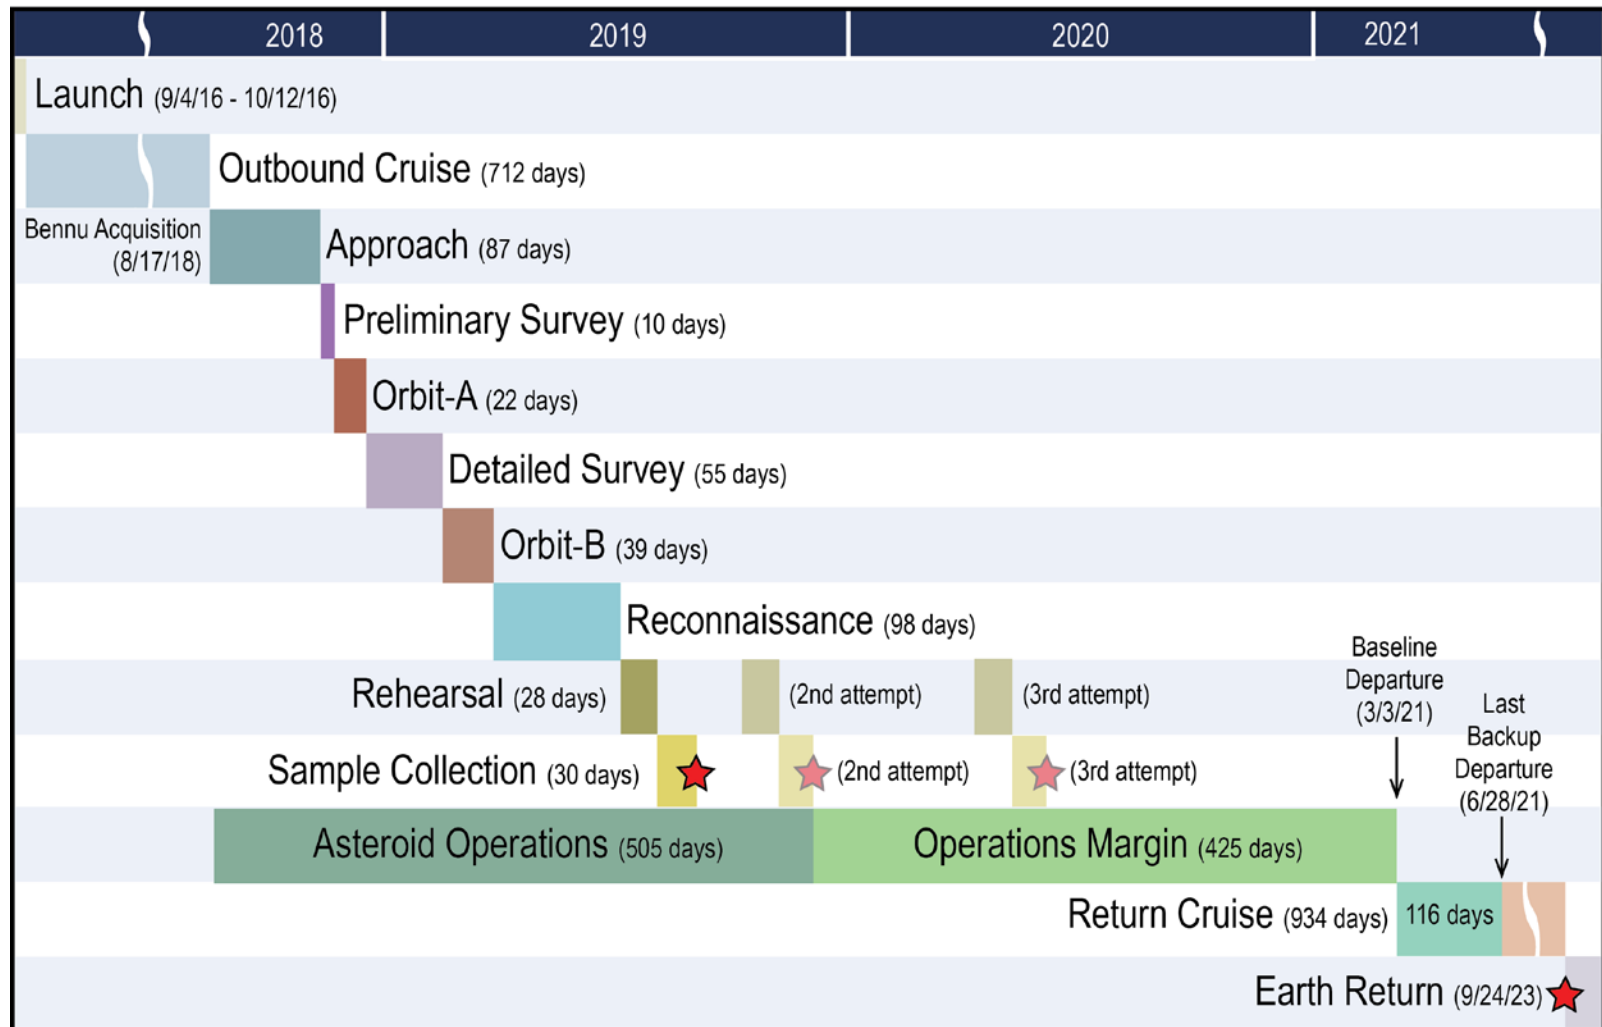 2018 2019 2020 2021
Launch (9/4/16 - 10/12/16)
Outbound Cruise (712 days)
Bennu Acquisition
(8/17/18)
Approach (87 days)
Preliminary Survey (10 days)
Orbit-A (22 days)
Detailed Survey (55 days)
Orbit-B (39 days)
Reconnaissance (98 days)
Baseline
Departure
(3/3/21)
Rehearsal (28 days) (2nd attempt) (3rd attempt)
Last
Backup
Departure
(6/28/21)
Sample Collection (30 days) (2nd attempt) (3rd attempt)
Asteroid Operations (505 days) Operations Margin (425 days)
Return Cruise (934 days) 116 days
Earth Return (9/24/23)